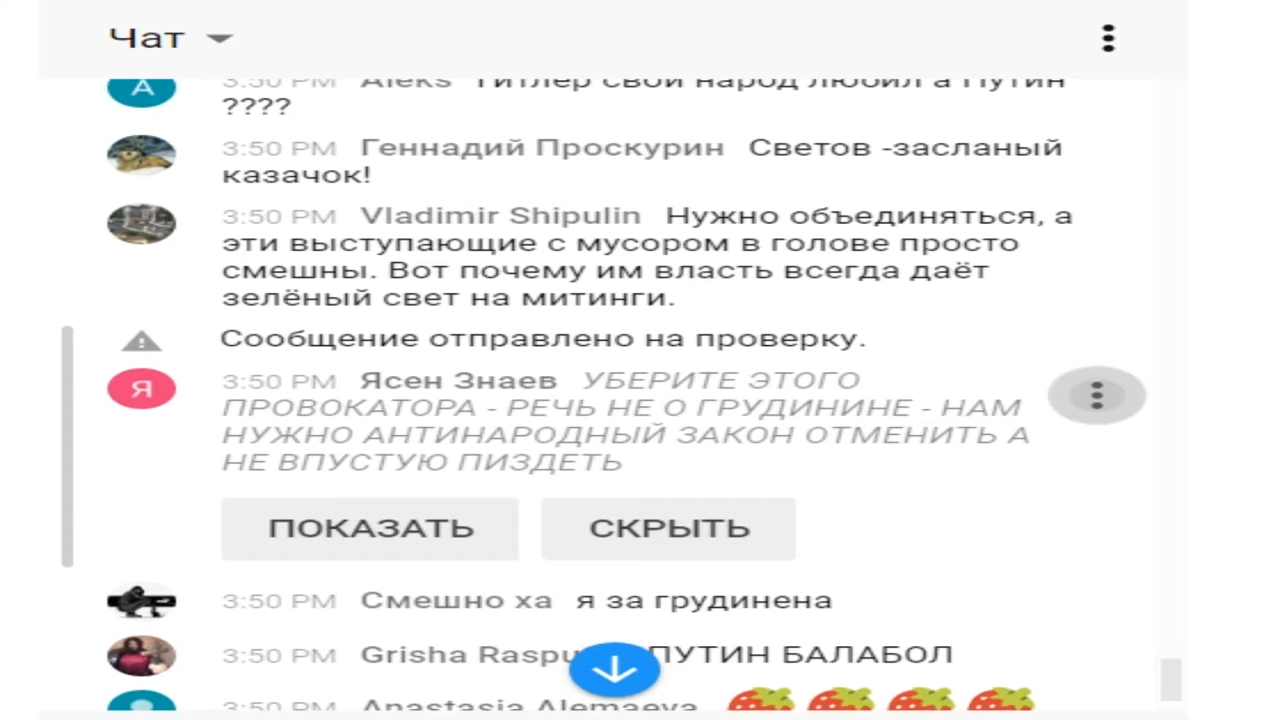 Чат
3:50 PM Aleks Гитлер свой народ любил а Путин
????
3:50 PM Геннадий Проскурин Светов -засланый
казачок!
3:50 PM Vladimir Shipulin Нужно объединяться, а
эти выступающие с мусором в голове просто
смешны. Вот почему им власть всегда даёт
зелёный свет на митинги.
Сообщение отправлено на проверку.
Я 3:50 PM Ясен Знаев УБЕРИТЕ ЭТОГО
ПРОВОКАТОРА - РЕЧЬ НЕ О ГРУДИНИНЕ - НАМ
НУЖНО АНТИНАРОДНЫЙ ЗАКОН ОТМЕНИТЬ А
НЕ ВПУСТУЮ ПИЗДЕТЬ
ПОКАЗАТЬ СКРЫТЬ
3:50 PM Смешно ха я за грудинена
3:50 PM Grisha Raspu ПУТИН БАЛАБОЛ
3:50 PM Anastasia Alemaeva